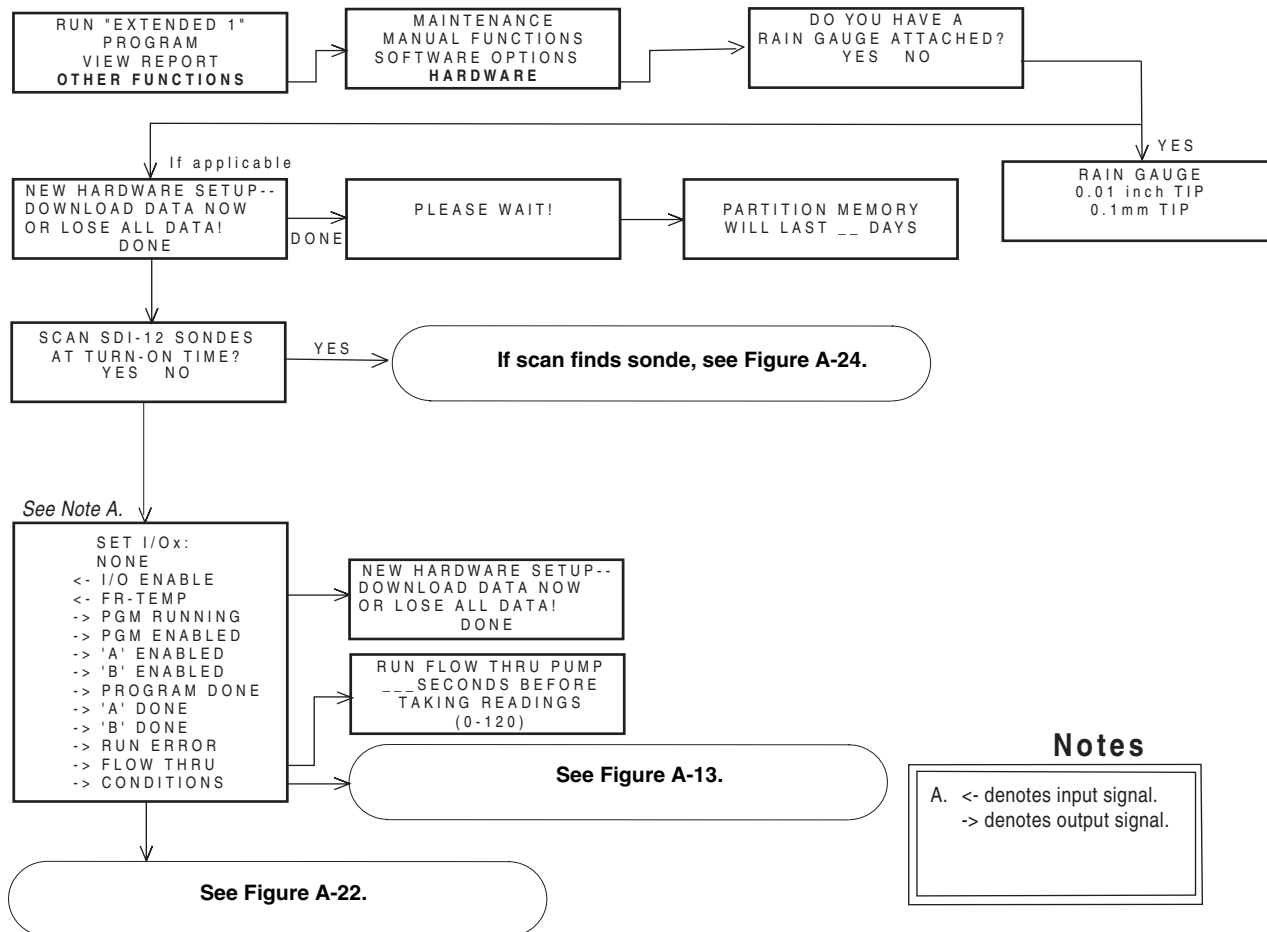 RUN "EXTENDED 1"
PROGRAM
VIEW REPORT
OTHER FUNCTIONS
MAINTENANCE
MANUAL FUNCTIONS
SOFTWARE OPTIONS
HARDWARE
DO YOU HAVE A
RAIN GAUGE ATTACHED?
YES NO
YES
RAIN GAUGE
0.01 inch TIP
0.1mm TIP
If applicable
NEW HARDWARE SETUP--
DOWNLOAD DATA NOW
OR LOSE ALL DATA!
DONE
DONE
PLEASE WAIT!
PARTITION MEMORY
WILL LAST __ DAYS
SCAN SDI-12 SONDES
AT TURN-ON TIME?
YES NO
YES
If scan finds sonde, see Figure A-24.
See Note A.
SET I/Ox:
NONE
<- I/O ENABLE
<- FR-TEMP
-> PGM RUNNING
-> PGM ENABLED
-> 'A' ENABLED
-> 'B' ENABLED
-> PROGRAM DONE
-> 'A' DONE
-> 'B' DONE
-> RUN ERROR
-> FLOW THRU
-> CONDITIONS
NEW HARDWARE SETUP--
DOWNLOAD DATA NOW
OR LOSE ALL DATA!
DONE
RUN FLOW THRU PUMP
___SECONDS BEFORE
TAKING READINGS
(0-120)
See Figure A-13.
See Figure A-22.
Notes
A. <- denotes input signal.
-> denotes output signal.